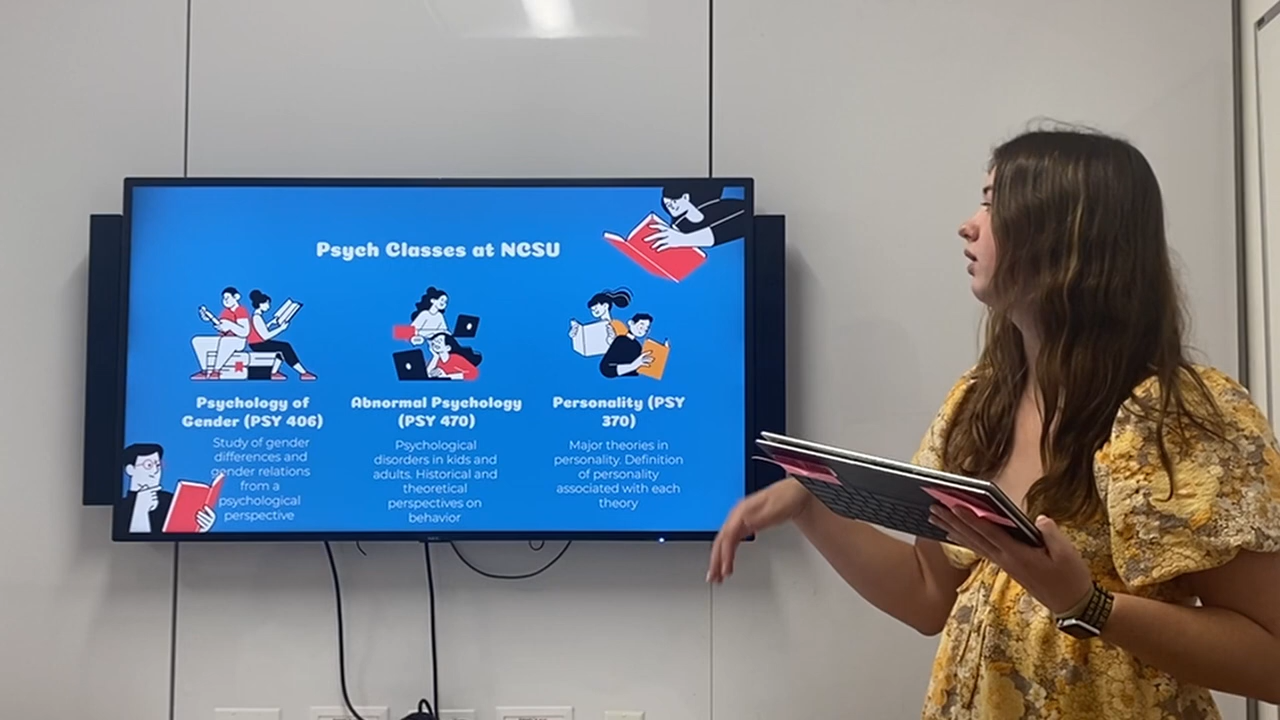 Psych Classes at NCSU
Psychology of
Gender (PSY 406)
Study of gender
differences and
gender relations
from a
psychological
perspective
Abnormal Psychology
(PSY 470)
Psychological
disorders in kids and
adults. Historical and
theoretical
perspectives on
behavior
Personality (PSY
370)
Major theories in
personality. Definition
of personality
associated with each
theory